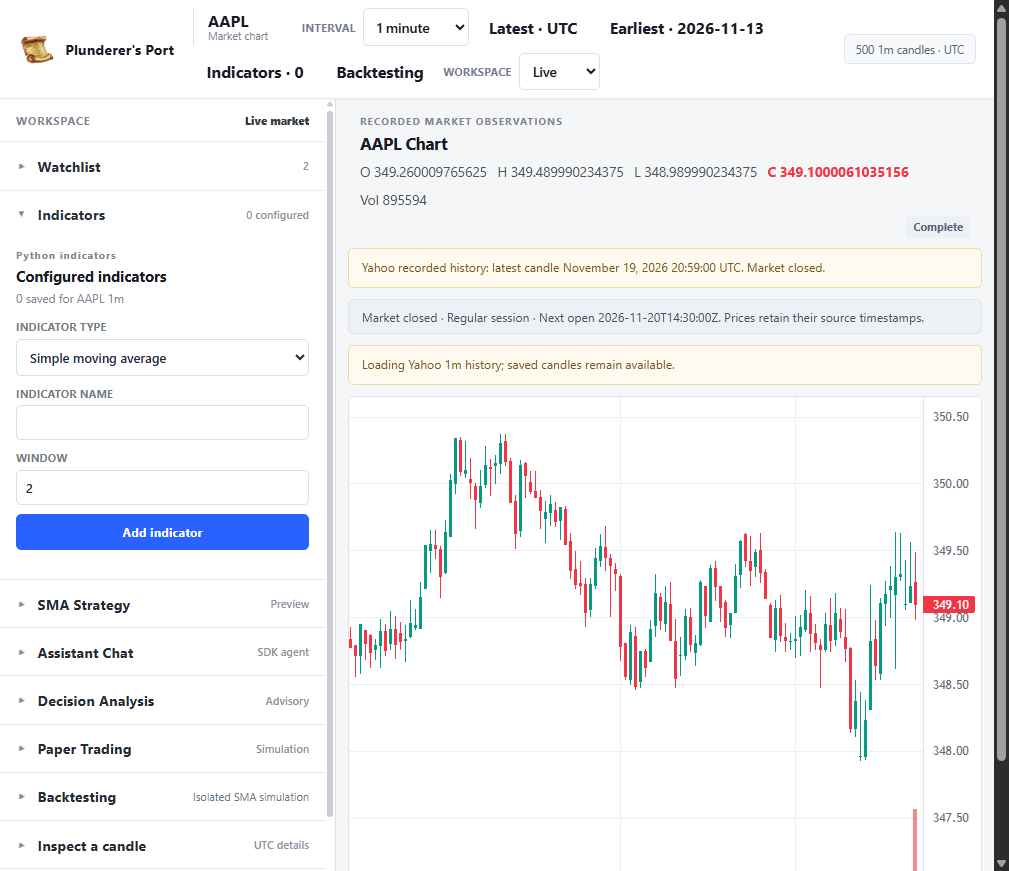 Plunderer's Port
AAPL
Market chart
INTERVAL
1 minute
Latest · UTC
Earliest · 2026-11-13
Indicators · 0
Backtesting
WORKSPACE
Live
500 1m candles · UTC
WORKSPACE
Live market
Watchlist
2
Indicators
0 configured
Python indicators
Configured indicators
0 saved for AAPL 1m
INDICATOR TYPE
Simple moving average
INDICATOR NAME
WINDOW
2
Add indicator
SMA Strategy
Preview
Assistant Chat
SDK agent
Decision Analysis
Advisory
Paper Trading
Simulation
Backtesting
Isolated SMA simulation
Inspect a candle
UTC details
RECORDED MARKET OBSERVATIONS
AAPL Chart
O 349.260009765625 H 349.489990234375 L 348.989990234375 C 349.1000061035156
Vol 895594
Complete
Yahoo recorded history: latest candle November 19, 2026 20:59:00 UTC. Market closed.
Market closed · Regular session · Next open 2026-11-20T14:30:00Z. Prices retain their source timestamps.
Loading Yahoo 1m history; saved candles remain available.
350.50
350.00
349.50
349.10
349.00
348.50
348.00
347.50